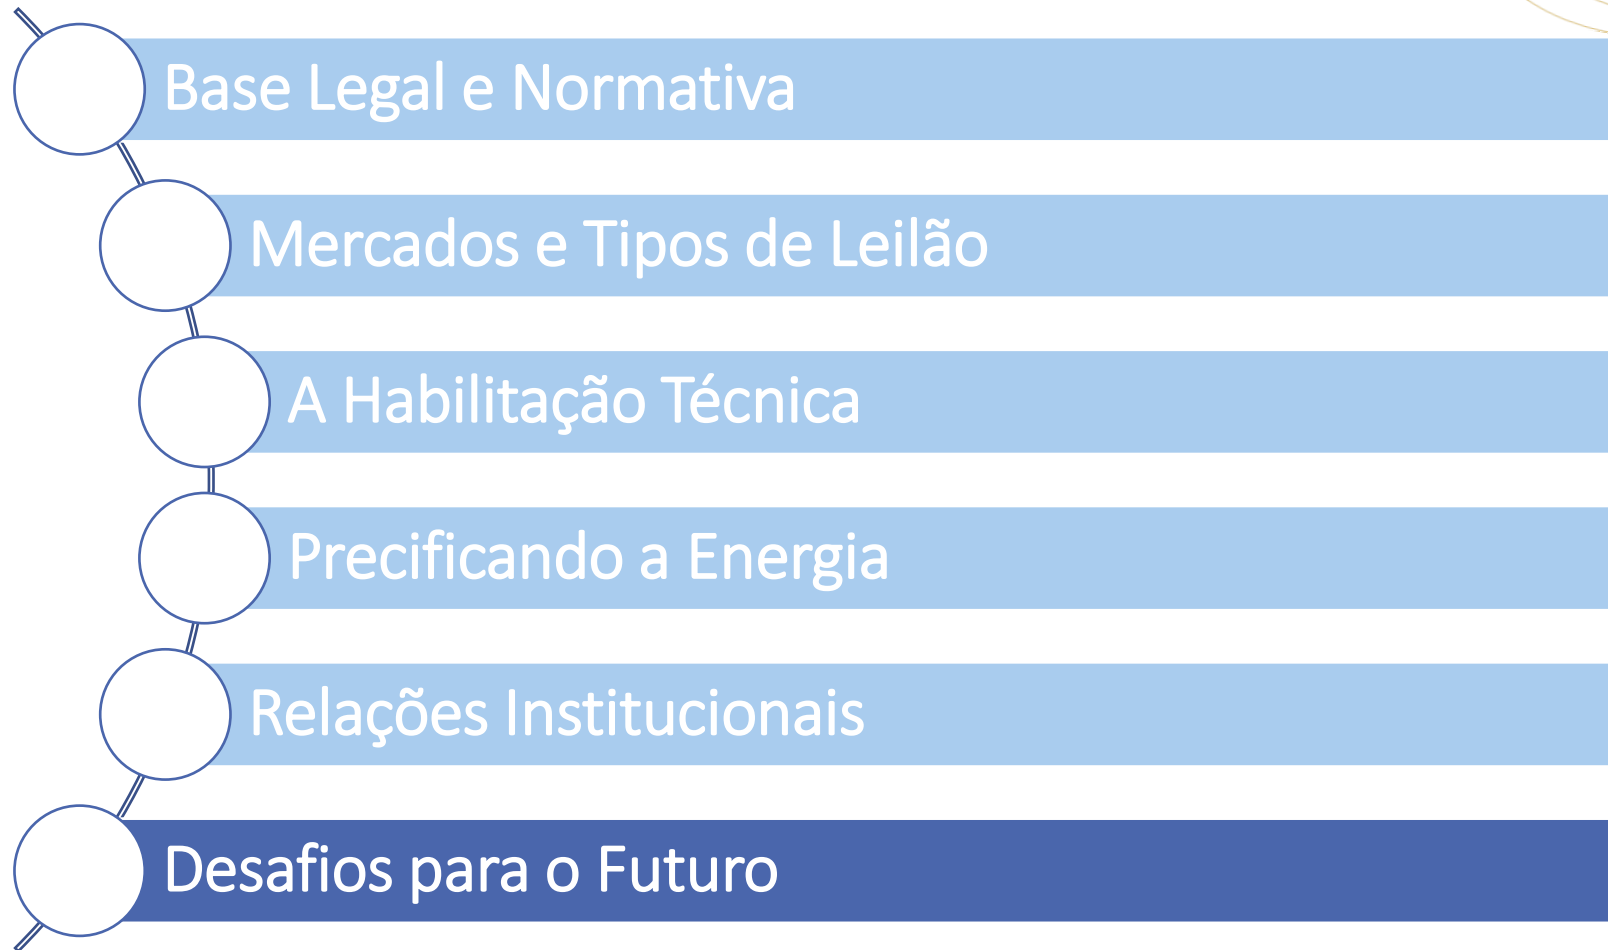 Base Legal e Normativa
Mercados e Tipos de Leilão
A Habilitação Técnica
Precificando a Energia
Relações Institucionais
Desafios para o Futuro